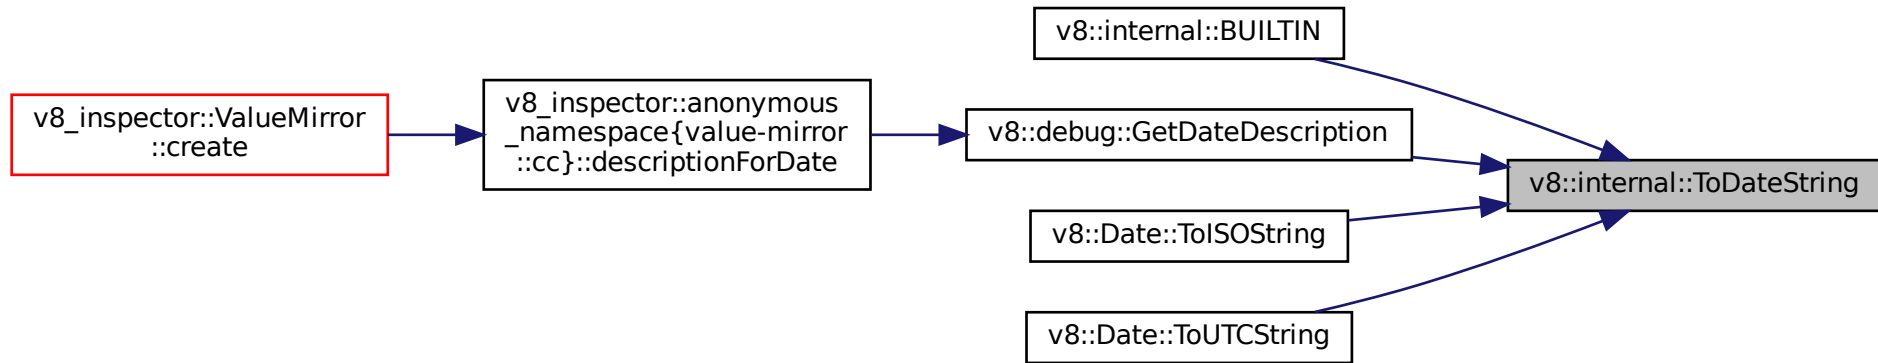 v8_inspector::ValueMirror
::create
v8_inspector::anonymous
_namespace{value-mirror
::cc}::descriptionForDate
v8::internal::BUILTIN
v8::debug::GetDateDescription
v8::Date::ToISOString
v8::Date::ToUTCString
v8::internal::ToDateString